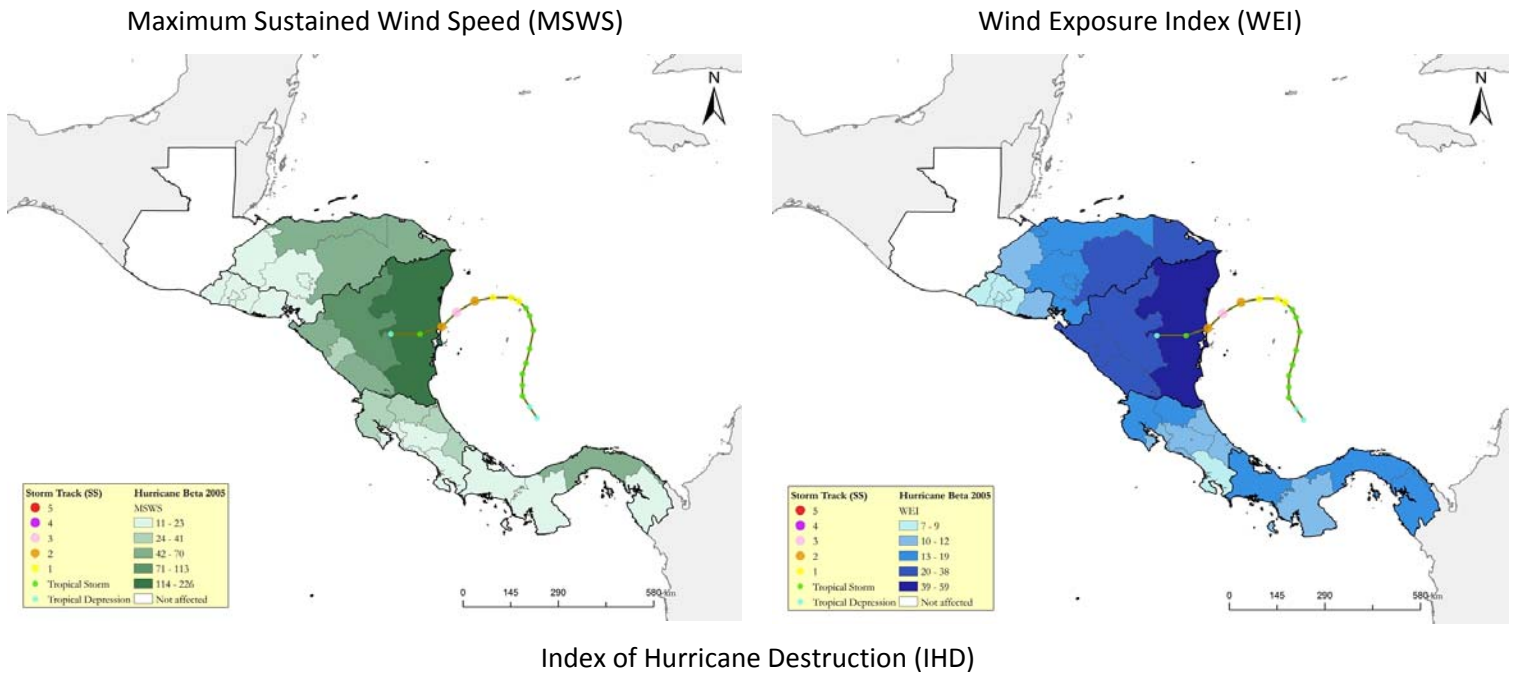 Maximum Sustained Wind Speed (MSWS)
Wind Exposure Index (WEI)
N
N
Storm Track (SS)
5
4
3
2
1
Tropical Storm
Tropical Depression
Hurricane Beta 2005
MSWS
11 - 23
24 - 41
42 - 70
71 - 113
114 - 226
Not affected
0 145 290 580 Km
Storm Track (SS)
5
4
3
2
1
Tropical Storm
Tropical Depression
Hurricane Beta 2005
WEI
7 - 9
10 - 12
13 - 19
20 - 38
39 - 59
Not affected
0 145 290 580 Km
Index of Hurricane Destruction (IHD)